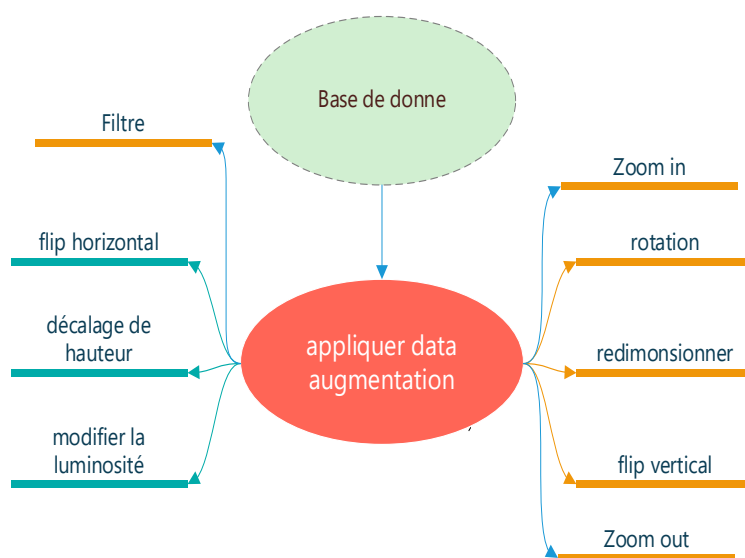 Base de donne
Filtre
flip horizontal
décalage de
hauteur
modifier la
luminosité
appliquer data
augmentation
,
Zoom in
rotation
redimonsionner
flip vertical
Zoom out